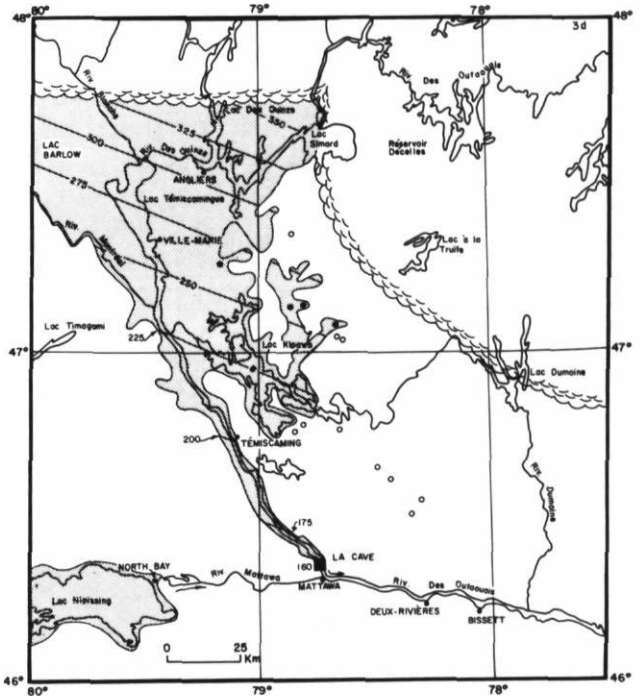 80°
79°
78°
48°
48°
3d
Riv. Des Outaouais
Lac Des Quinze
350
325
Lac Simard
Réservoir Decelles
LAC BARLOW
300
Riv. Des Quinze
ANGLIERS
275
Lac Témiscamingue
VILLE-MARIE
Lac à la Truite
Riv. Montréal
250
Lac Timagami
225
Lac Kipawa
47°
47°
Lac Dumoine
200
TÉMISCAMING
Riv. Dumoine
175
LA CAVE
160
NORTH BAY
Riv. Mattawa
MATTAWA
Riv. Des Outaouais
Lac Nipissing
DEUX-RIVIÈRES
BISSETT
0 25
Km
46°
46°
80°
79°
78°